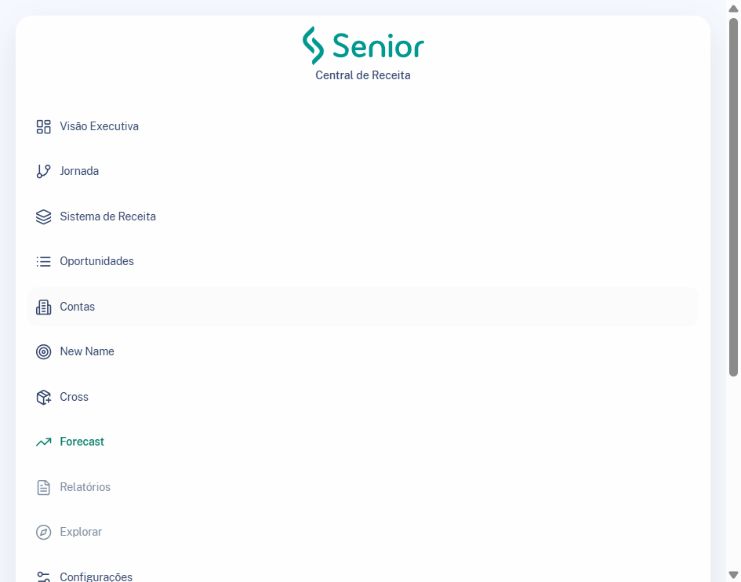 Senior
Central de Receita
Visão Executiva
Jornada
Sistema de Receita
Oportunidades
Contas
New Name
Cross
Forecast
Relatórios
Explorar
Configurações